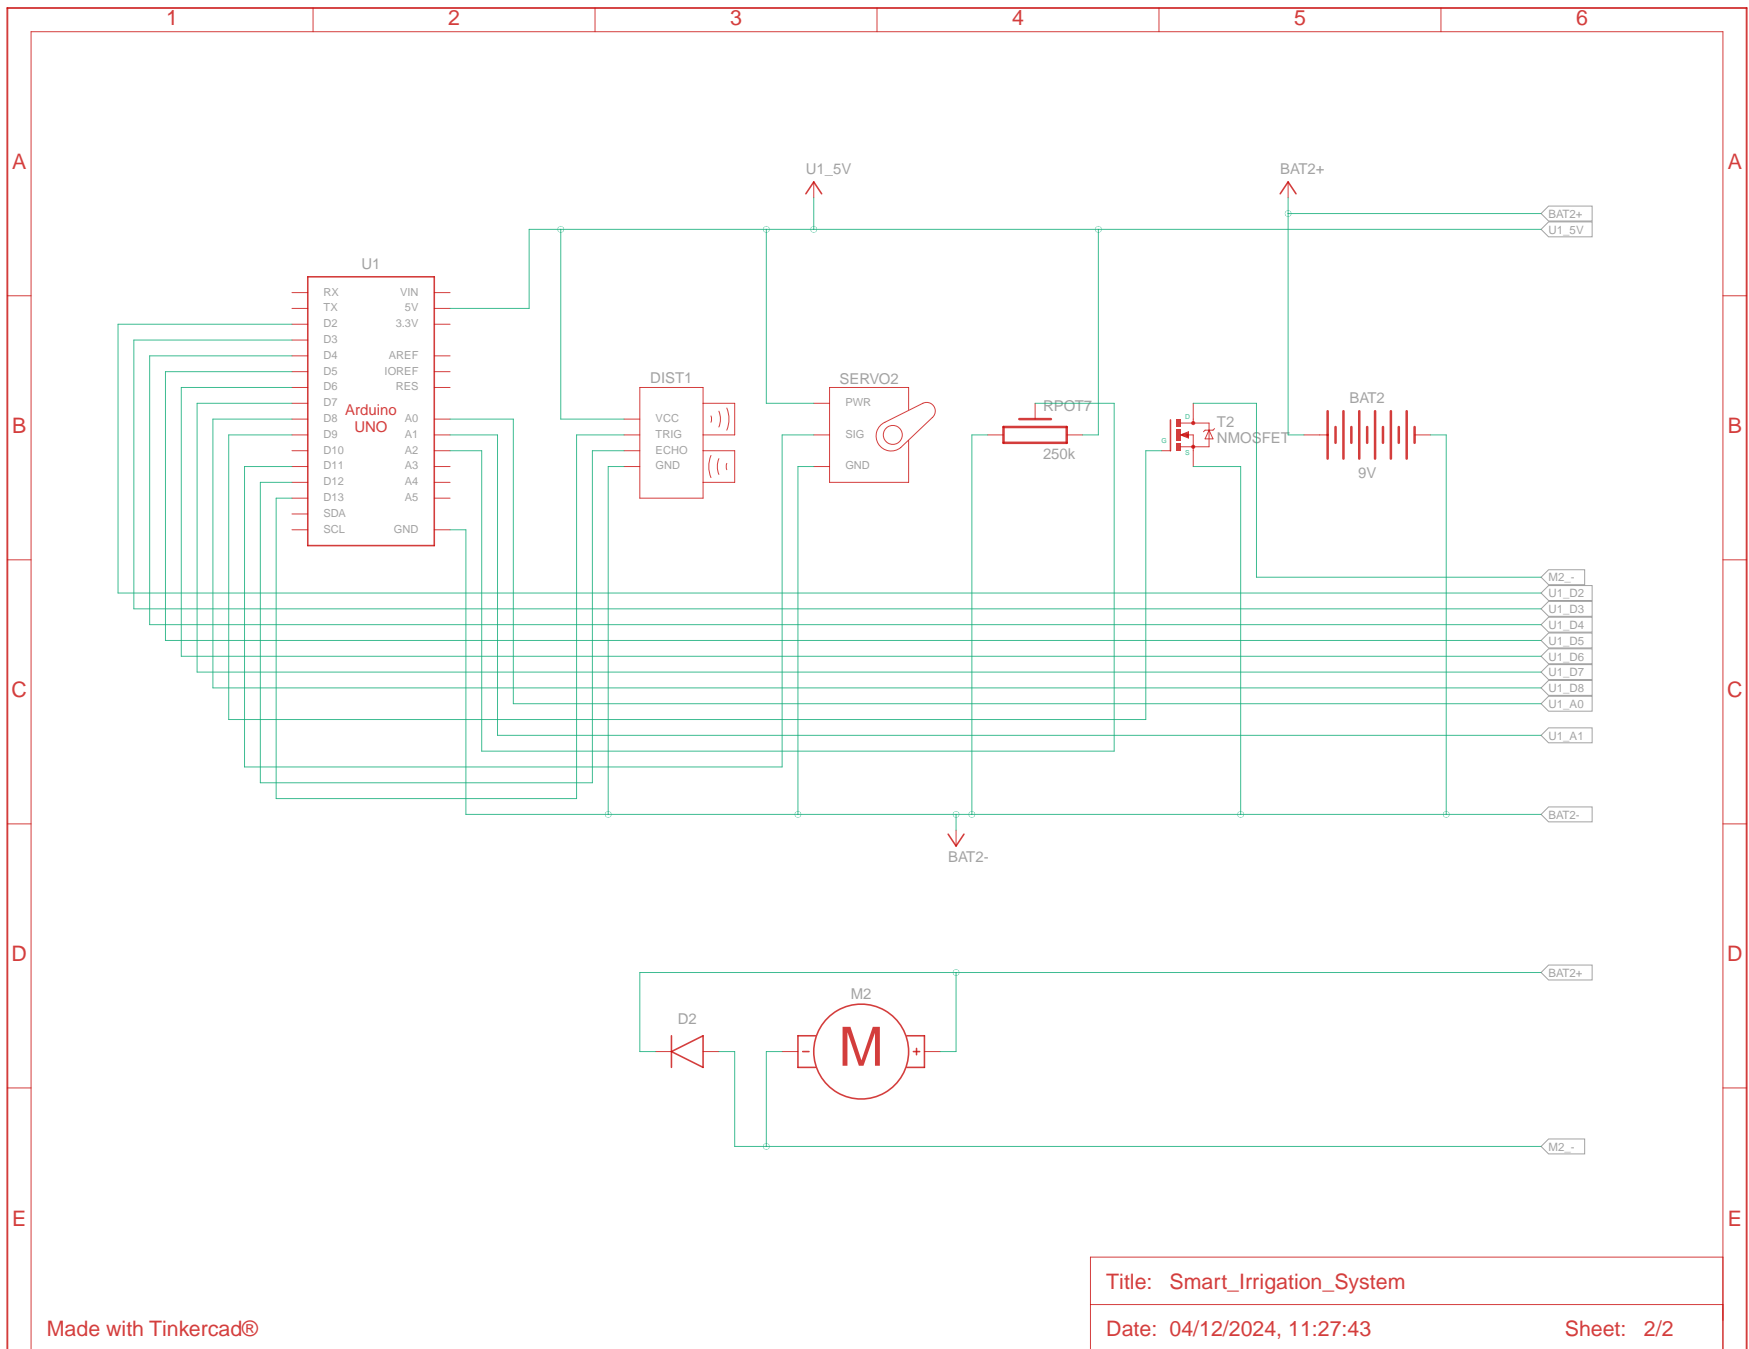 1 2 3 4 5 6
A A
U1_5V BAT2+
BAT2+
U1_5V
U1
RX VIN
TX 5V
D2 3.3V
D3
D4 AREF
D5 IOREF
D6 RES
D7
D8 A0
D9 A1
D10 A2
D11 A3
D12 A4
D13 A5
SDA
SCL GND
Arduino
UNO
DIST1
VCC
TRIG
ECHO
GND
SERVO2
PWR
SIG
GND
RPOT7
250k
D
G
S
T2
NMOSFET
BAT2
9V
B B
M2_-
U1_D2
U1_D3
U1_D4
U1_D5
U1_D6
U1_D7
U1_D8
U1_A0
U1_A1
C C
BAT2-
BAT2-
D D
BAT2+
D2
M2
- M +
M2_-
E E
Title: Smart_Irrigation_System
Made with Tinkercad®
Date: 04/12/2024, 11:27:43 Sheet: 2/2